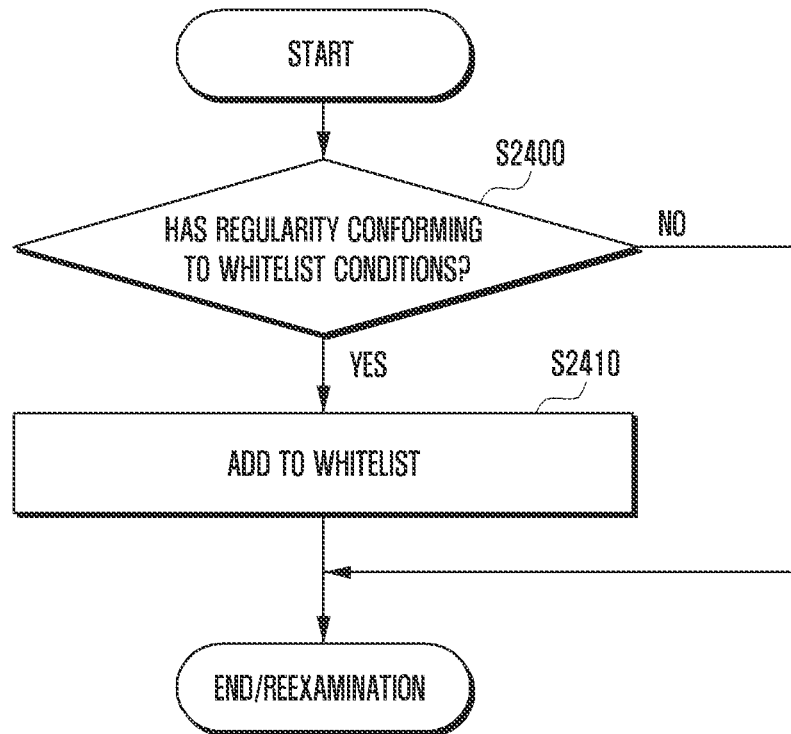 START
S2400
HAS REGULARITY CONFORMING
TO WHITELIST CONDITIONS?
NO
YES
S2410
ADD TO WHITELIST
END/REEXAMINATION